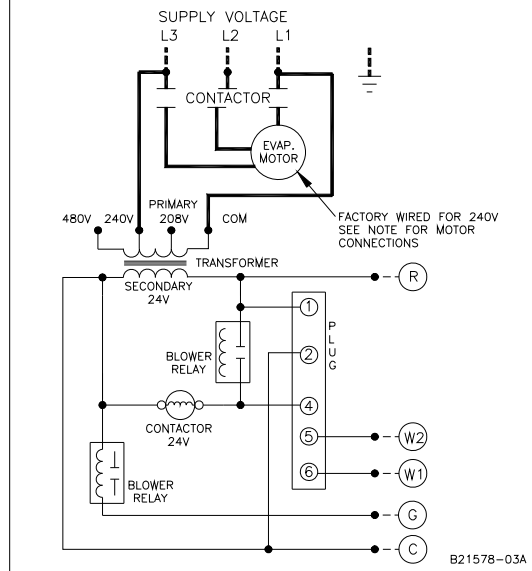 SUPPLY VOLTAGE
L3 L2 L1
CONTACTOR
EVAP.
MOTOR
PRIMARY
480V 240V 208V COM
FACTORY WIRED FOR 240V
SEE NOTE FOR MOTOR
CONNECTIONS
TRANSFORMER
SECONDARY
24V
R
1
PLUG
2
BLOWER
RELAY
4
CONTACTOR
24V
5
W2
6
W1
BLOWER
RELAY
G
C
B21578-03A